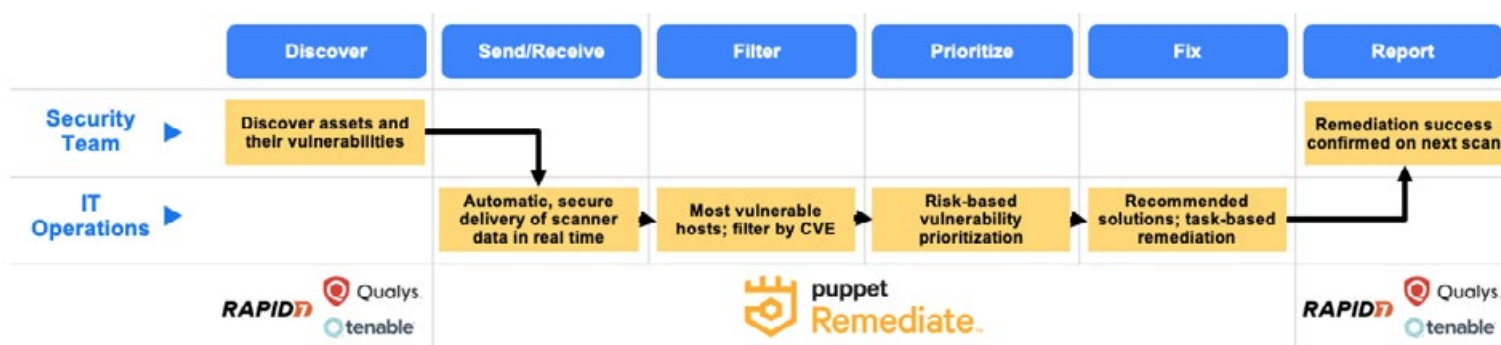 Discover
Send/Receive
Filter
Prioritize
Fix
Report
Security
Team
Discover assets and
their vulnerabilities
Remediation success
confirmed on next scan
IT
Operations
Automatic, secure
delivery of scanner
data in real time
Most vulnerable
hosts; filter by CVE
Risk-based
vulnerability
prioritization
Recommended
solutions; task-based
remediation
RAPID7
Qualys.
tenable
puppet
Remediate™
RAPID7
Qualys.
tenable